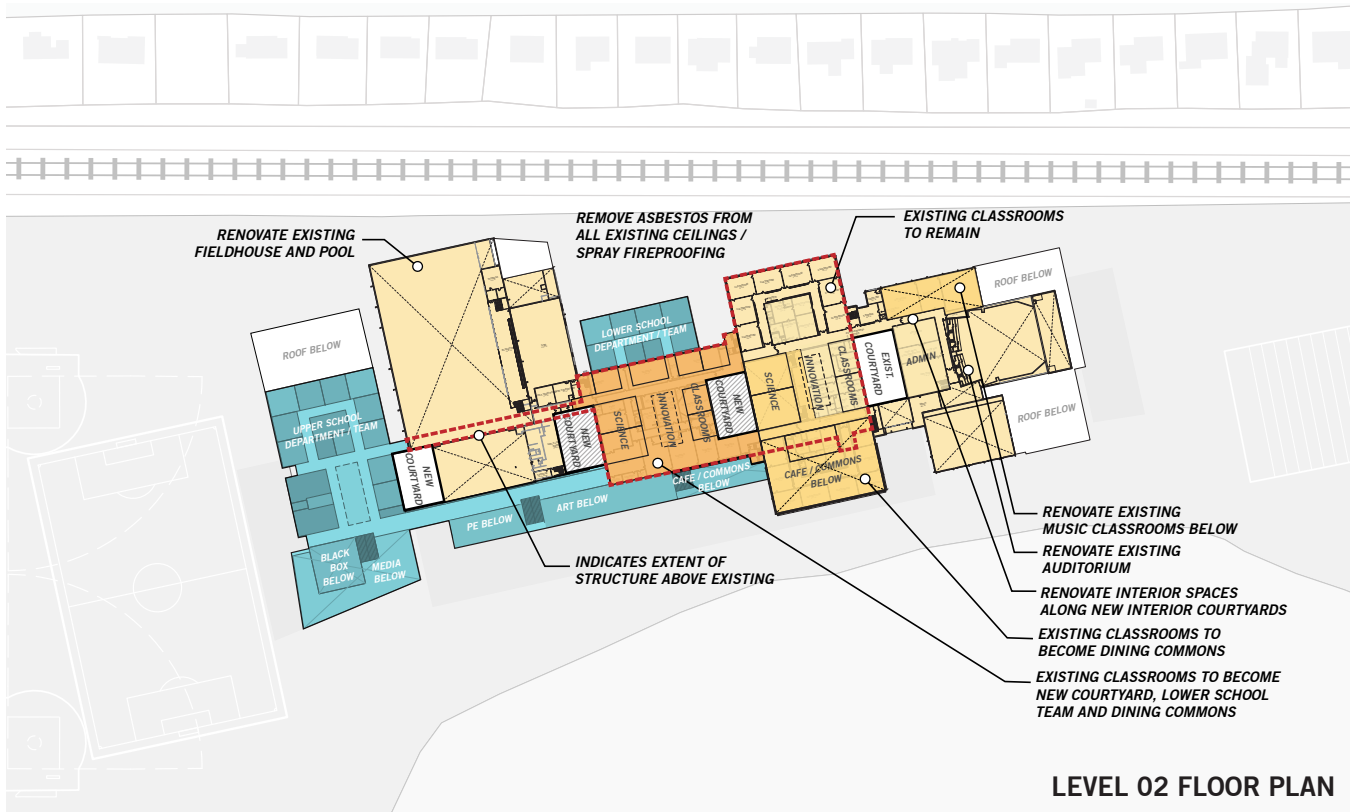 RENOVATE EXISTING
FIELDHOUSE AND POOL
REMOVE ASBESTOS FROM
ALL EXISTING CEILINGS /
SPRAY FIREPROOFING
EXISTING CLASSROOMS
TO REMAIN
ROOF BELOW
ROOF BELOW
LOWER SCHOOL
DEPARTMENT / TEAM
UPPER SCHOOL
DEPARTMENT / TEAM
NEW
COURTYARD
NEW
COURTYARD
SCIENCE
INNOVATION
CLASSROOMS
NEW
COURTYARD
SCIENCE
INNOVATION
CLASSROOMS
EXIST.
COURTYARD
ADMIN
ROOF BELOW
CAFE / COMMONS
BELOW
CAFE / COMMONS
BELOW
ART BELOW
PE BELOW
BLACK
BOX
BELOW
MEDIA
BELOW
INDICATES EXTENT OF
STRUCTURE ABOVE EXISTING
RENOVATE EXISTING
MUSIC CLASSROOMS BELOW
RENOVATE EXISTING
AUDITORIUM
RENOVATE INTERIOR SPACES
ALONG NEW INTERIOR COURTYARDS
EXISTING CLASSROOMS TO
BECOME DINING COMMONS
EXISTING CLASSROOMS TO BECOME
NEW COURTYARD, LOWER SCHOOL
TEAM AND DINING COMMONS
LEVEL 02 FLOOR PLAN